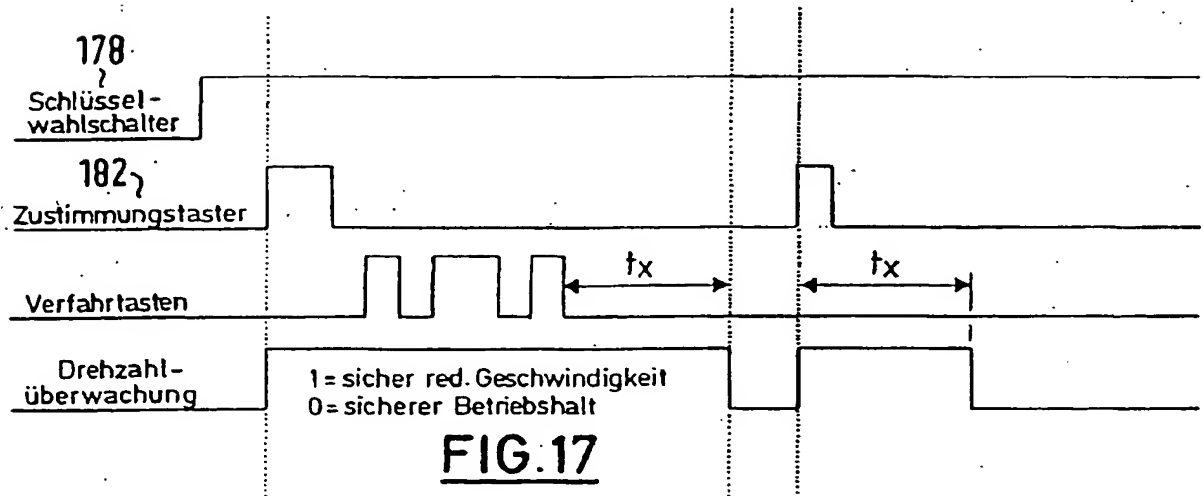 178
Schlüssel-
wahlschalter
182
Zustimmungstaster
tx
tx
Verfahrtasten
Drehzahl-
überwachung
1= sicher red. Geschwindigkeit
0= sicherer Betriebshalt
FIG.17